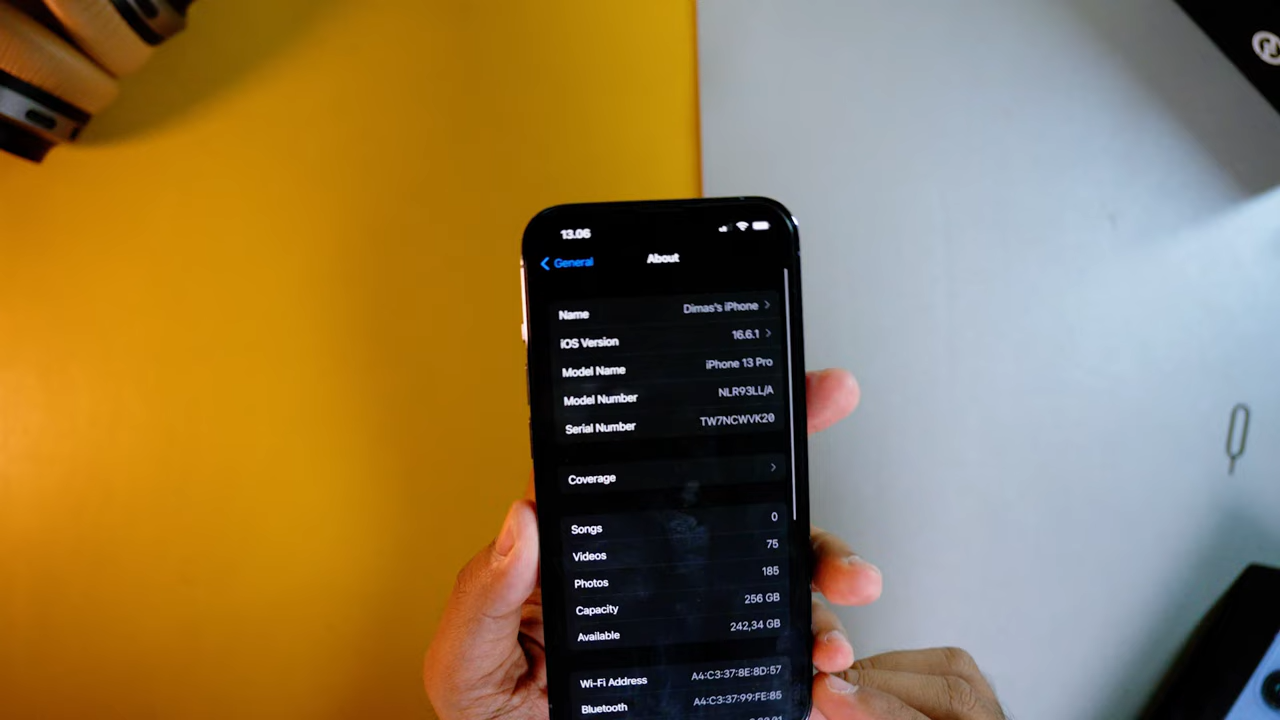 13.06
General About
Name Dimas's iPhone
iOS Version 16.6.1
Model Name iPhone 13 Pro
Model Number NLR93LL/A
Serial Number TW7NCWVK20
Coverage
Songs 0
Videos 75
Photos 185
Capacity 256 GB
Available 242,34 GB
Wi-Fi Address A4:C3:37:8E:8D:57
Bluetooth A4:C3:37:99:FE:85